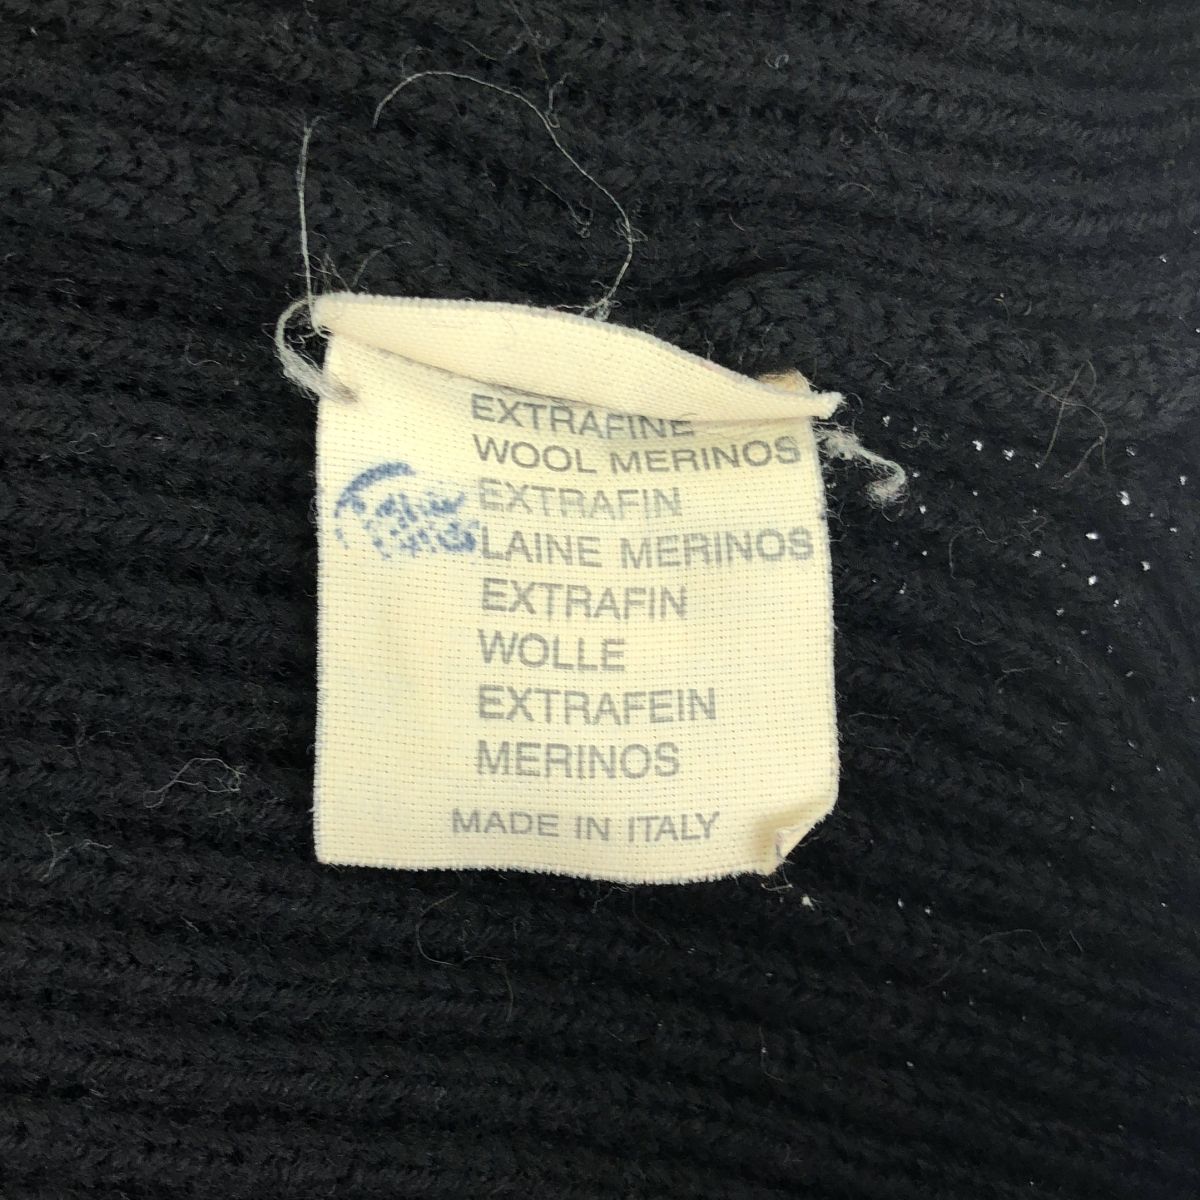 EXTRAFINE
WOOL MERINOS
EXTRAFIN
LAINE MERINOS
EXTRAFIN
WOLLE
EXTRAFEIN
MERINOS
MADE IN ITALY